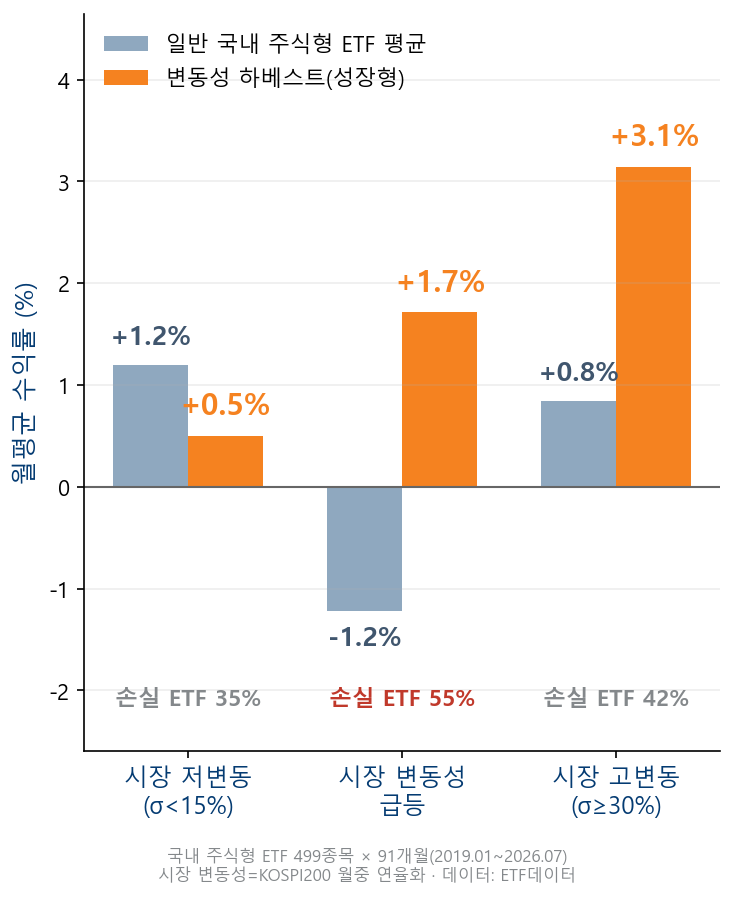 일반 국내 주식형 ETF 평균
변동성 하베스트(성장형)
월평균 수익률 (%)
4
3
2
1
0
-1
-2
+1.2%
+0.5%
-1.2%
+1.7%
+0.8%
+3.1%
손실 ETF 35%
손실 ETF 55%
손실 ETF 42%
시장 저변동
(σ<15%)
시장 변동성
급등
시장 고변동
(σ≥30%)
국내 주식형 ETF 499종목 × 91개월(2019.01~2026.07)
시장 변동성=KOSPI200 월중 연율화 · 데이터: ETF데이터